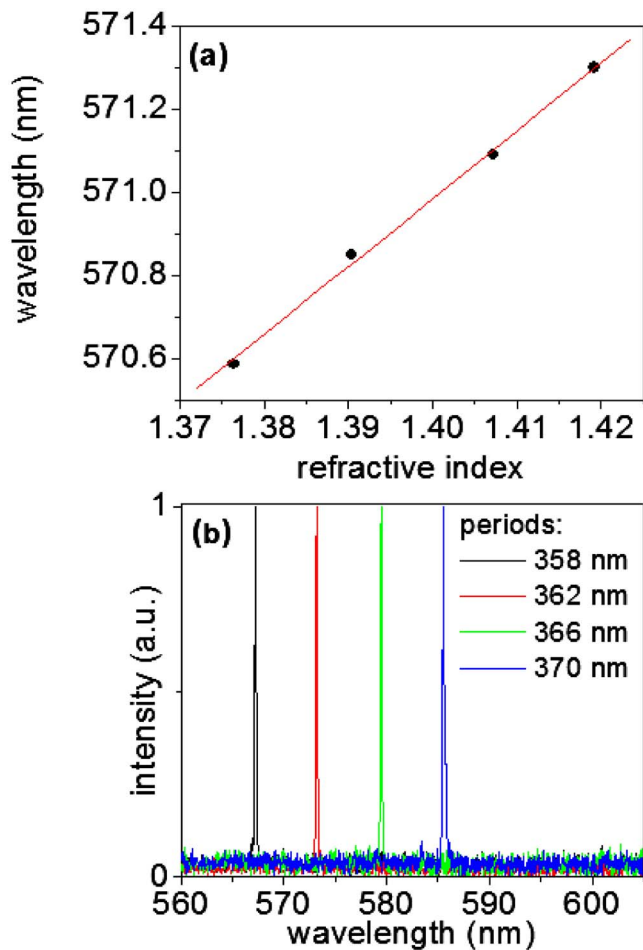 (a)
571.4
571.2
571.0
570.8
570.6
wavelength (nm)
1.37 1.38 1.39 1.40 1.41 1.42
refractive index
(b)
periods:
358 nm
362 nm
366 nm
370 nm
1
0
intensity (a.u.)
560 570 580 590 600
wavelength (nm)